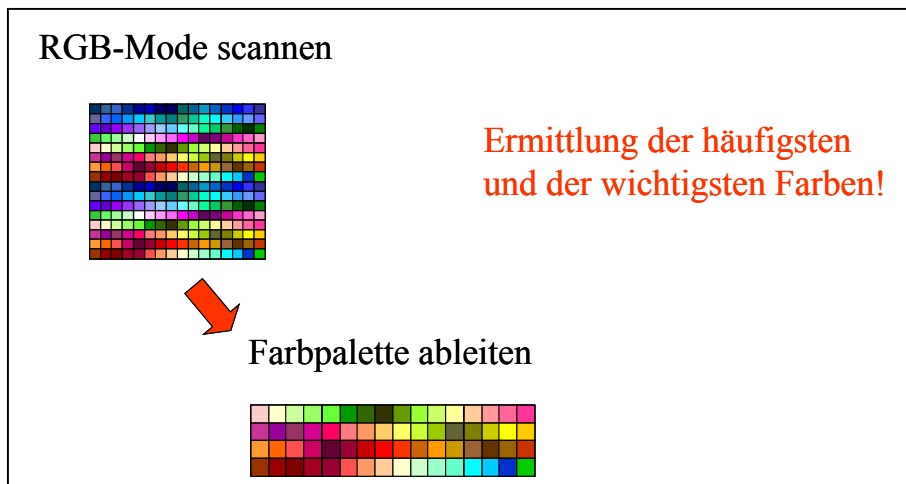 RGB-Mode scannen
Ermittlung der häufigsten
und der wichtigsten Farben!
Farbpalette ableiten